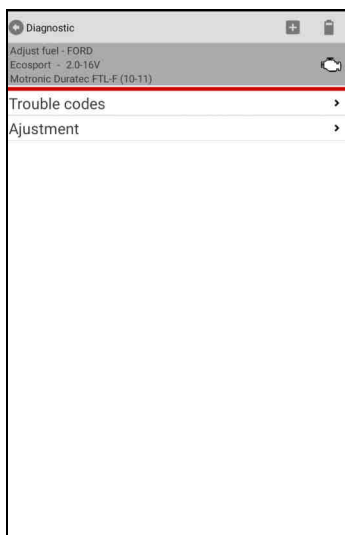 Diagnostic
Adjust fuel - FORD
Ecosport - 2.0-16V
Motronic Duratec FTL-F (10-11)
Trouble codes
Ajustment